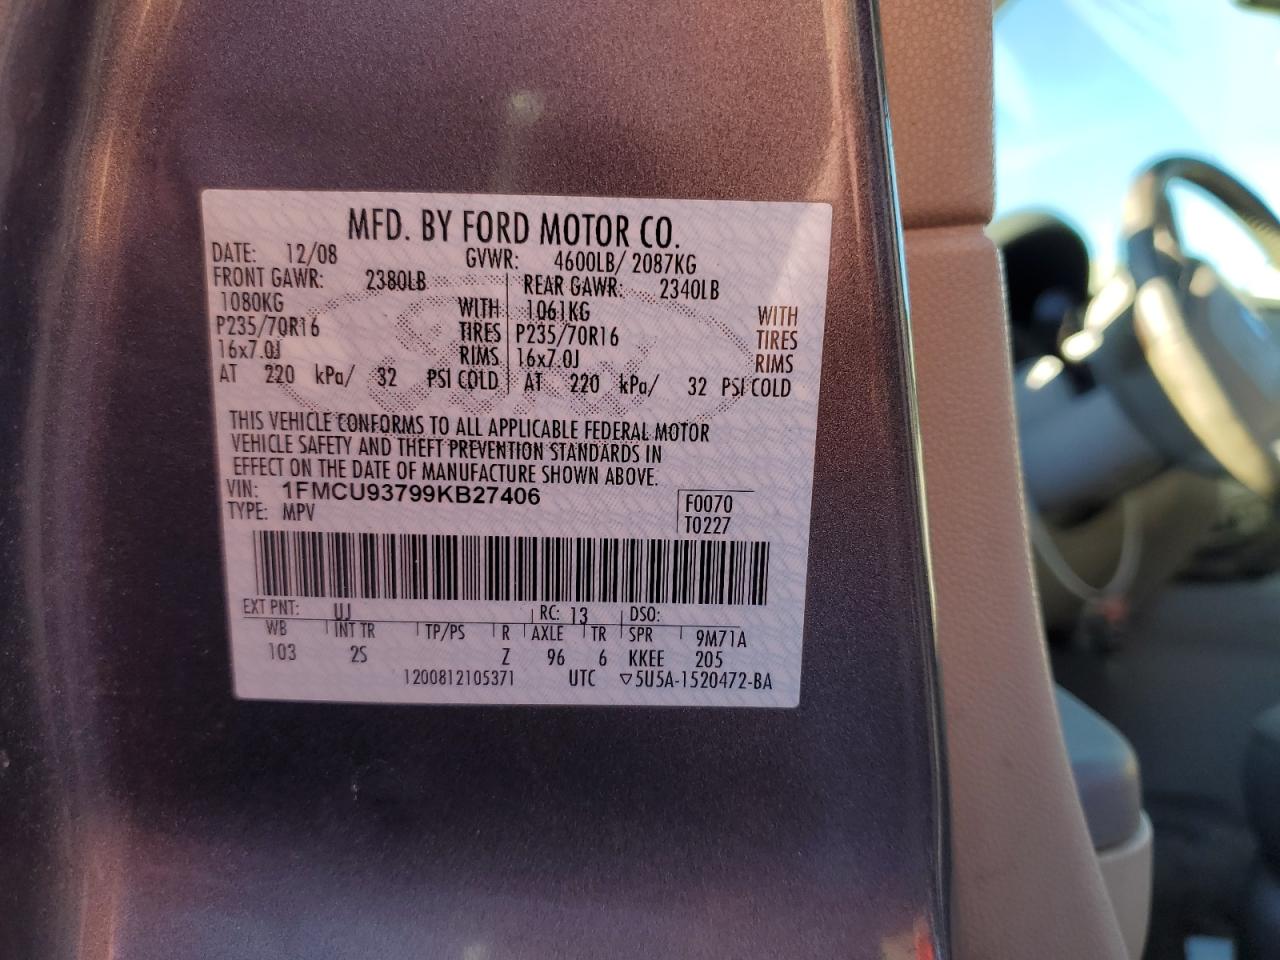 MFD. BY FORD MOTOR CO.
DATE: 12/08 GVWR: 4600LB/ 2087KG
FRONT GAWR: 2380LB REAR GAWR: 2340LB
1080KG WITH 1061KG WITH
P235/70R16 TIRES P235/70R16 TIRES
16x7.0J RIMS 16x7.0J RIMS
AT 220 kPa/ 32 PSI COLD AT 220 kPa/ 32 PSI COLD
THIS VEHICLE CONFORMS TO ALL APPLICABLE FEDERAL MOTOR
VEHICLE SAFETY AND THEFT PREVENTION STANDARDS IN
EFFECT ON THE DATE OF MANUFACTURE SHOWN ABOVE.
VIN: 1FMCU93799KB27406 F0070
TYPE: MPV T0227
EXT PNT: UJ RC: 13 DSO:
WB INT TR TP/PS R AXLE TR SPR 9M71A
103 2S Z 96 6 KKEE 205
1200812105371 UTC ▽5U5A-1520472-BA